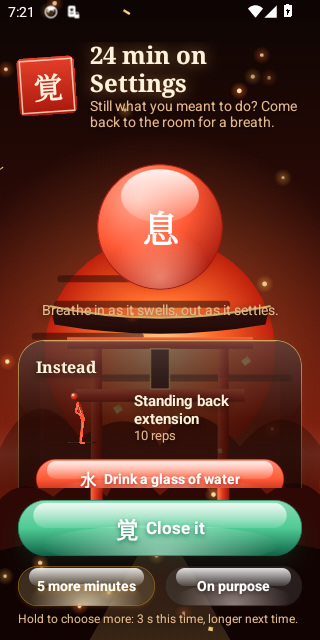 7:21
覚
24 min on
Settings
Still what you meant to do? Come
back to the room for a breath.
息
Breathe in as it swells, out as it settles.
Instead
Standing back
extension
10 reps
水 Drink a glass of water
覚 Close it
5 more minutes
On purpose
Hold to choose more: 3 s this time, longer next time.